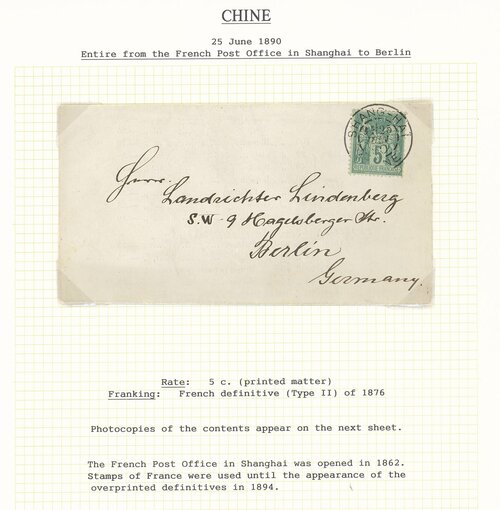 CHINE
25 June 1890
Entire from the French Post Office in Shanghai to Berlin
SHANG-HAI
5
Herrn
Landrichter Lindenberg
S.W-9 Hagelsberger Str.
Berlin
Germany.
Rate: 5 c. (printed matter)
Franking: French definitive (Type II) of 1876
Photocopies of the contents appear on the next sheet.
The French Post Office in Shanghai was opened in 1862.
Stamps of France were used until the appearance of the
overprinted definitives in 1894.